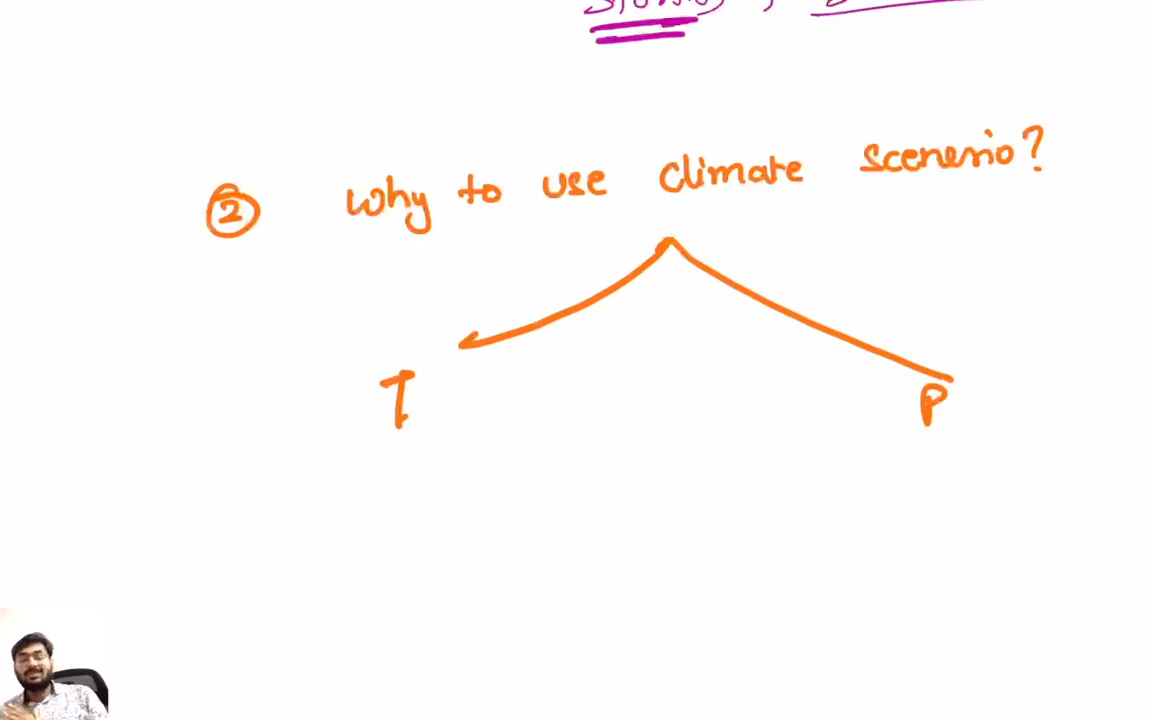 ② Why to use climate scenerio?
T P